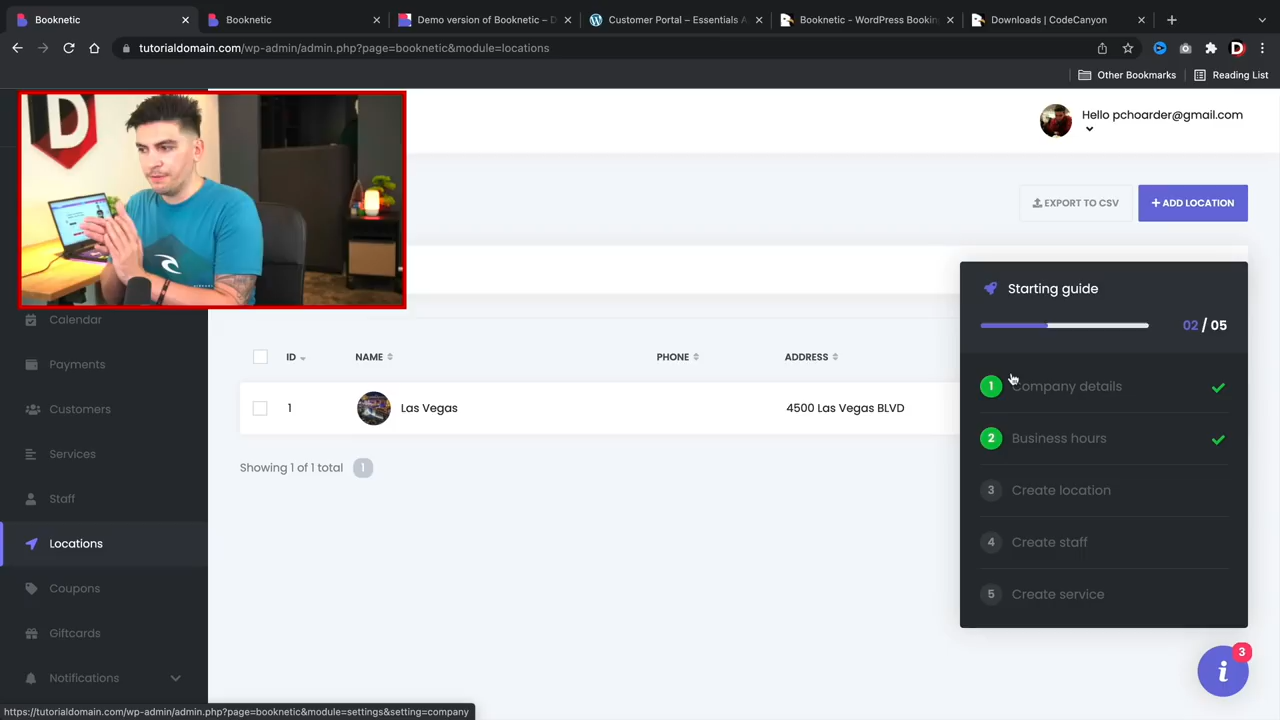 Booknetic
Booknetic
Demo version of Booknetic – D
Customer Portal – Essentials A
Booknetic - WordPress Bookin
Downloads | CodeCanyon
tutorialdomain.com/wp-admin/admin.php?page=booknetic&module=locations
Other Bookmarks
Reading List
D
Hello pchoarder@gmail.com
EXPORT TO CSV
+ ADD LOCATION
Starting guide
02 / 05
Calendar
Payments
Customers
Services
Staff
Locations
Coupons
Giftcards
Notifications
ID
NAME
PHONE
ADDRESS
1
Las Vegas
4500 Las Vegas BLVD
Showing 1 of 1 total
1
1 Company details
2 Business hours
3 Create location
4 Create staff
5 Create service
3
i
https://tutorialdomain.com/wp-admin/admin.php?page=booknetic&module=settings&setting=company